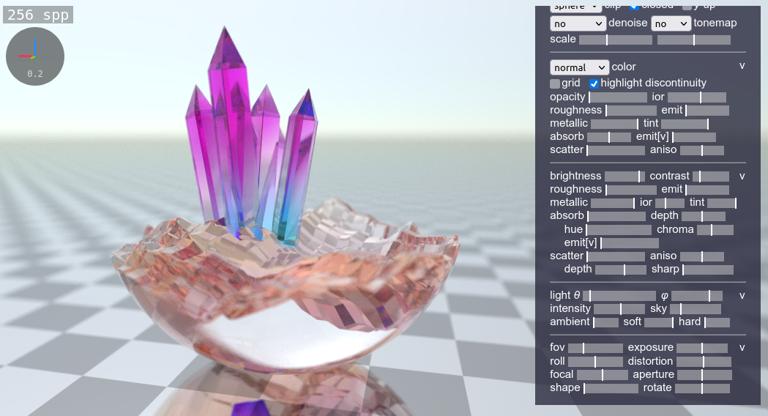 256 spp
0.2
sphere clip closed y-up
no denoise no tonemap
scale
normal color v
grid highlight discontinuity
opacity ior
roughness emit
metallic tint
absorb emit[v]
scatter aniso
brightness contrast v
roughness emit
metallic ior tint
absorb depth
hue chroma
emit[v]
scatter aniso
depth sharp
light θ φ v
intensity sky
ambient soft hard
fov exposure v
roll distortion
focal aperture
shape rotate